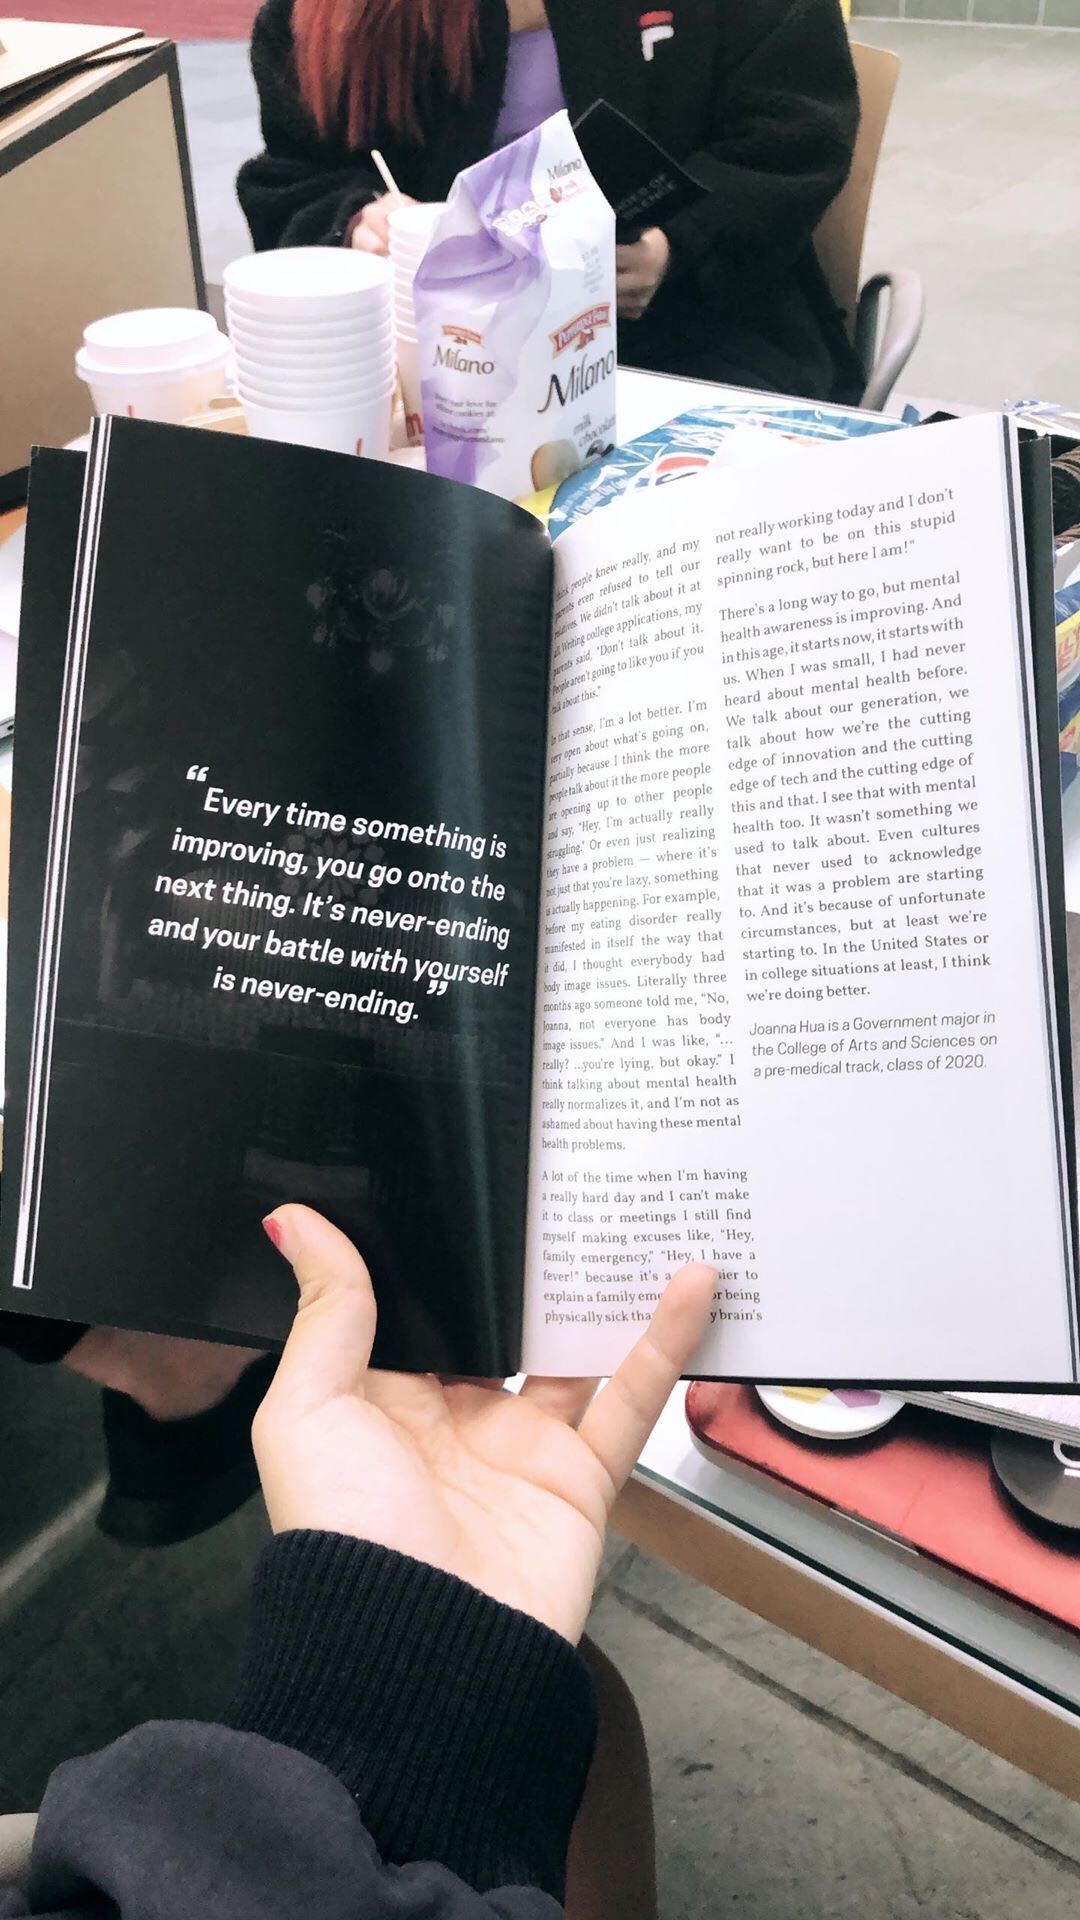 Milano
Milano
Pepperidge Farm
Milano
milk
chocolate
“
Every time something is
improving, you go onto the
next thing. It’s never-ending
and your battle with yourself
is never-ending.
”
think people knew really, and my
parents even refused to tell our
relatives. We didn’t talk about it at
all. Writing college applications, my
parents said, “Don’t talk about it.
People aren’t going to like you if you
talk about this.”
In that sense, I’m a lot better. I’m
very open about what’s going on,
partially because I think the more
people talk about it the more people
are opening up to other people
and say, “Hey, I’m actually really
struggling.” Or even just realizing
they have a problem — where it’s
not just that you’re lazy, something
is actually happening. For example,
before my eating disorder really
manifested in itself the way that
it did, I thought everybody had
body image issues. Literally three
months ago someone told me, “No,
Joanna, not everyone has body
image issues.” And I was like, “...
really? ...you’re lying, but okay.” I
think talking about mental health
really normalizes it, and I’m not as
ashamed about having these mental
health problems.
A lot of the time when I’m having
a really hard day and I can’t make
it to class or meetings I still find
myself making excuses like, “Hey,
family emergency,” “Hey, I have a
fever!” because it’s a
explain a family or being
physically sick brain’s
not really working today and I don’t
really want to be on this stupid
spinning rock, but here I am!”
There’s a long way to go, but mental
health awareness is improving. And
in this age, it starts now, it starts with
us. When I was small, I had never
heard about mental health before.
We talk about our generation, we
talk about how we’re the cutting
edge of innovation and the cutting
edge of tech and the cutting edge of
this and that. I see that with mental
health too. It wasn’t something we
used to talk about. Even cultures
that never used to acknowledge
that it was a problem are starting
to. And it’s because of unfortunate
circumstances, but at least we’re
starting to. In the United States or
in college situations at least, I think
we’re doing better.
Joanna Hua is a Government major in
the College of Arts and Sciences on
a pre-medical track, class of 2020.